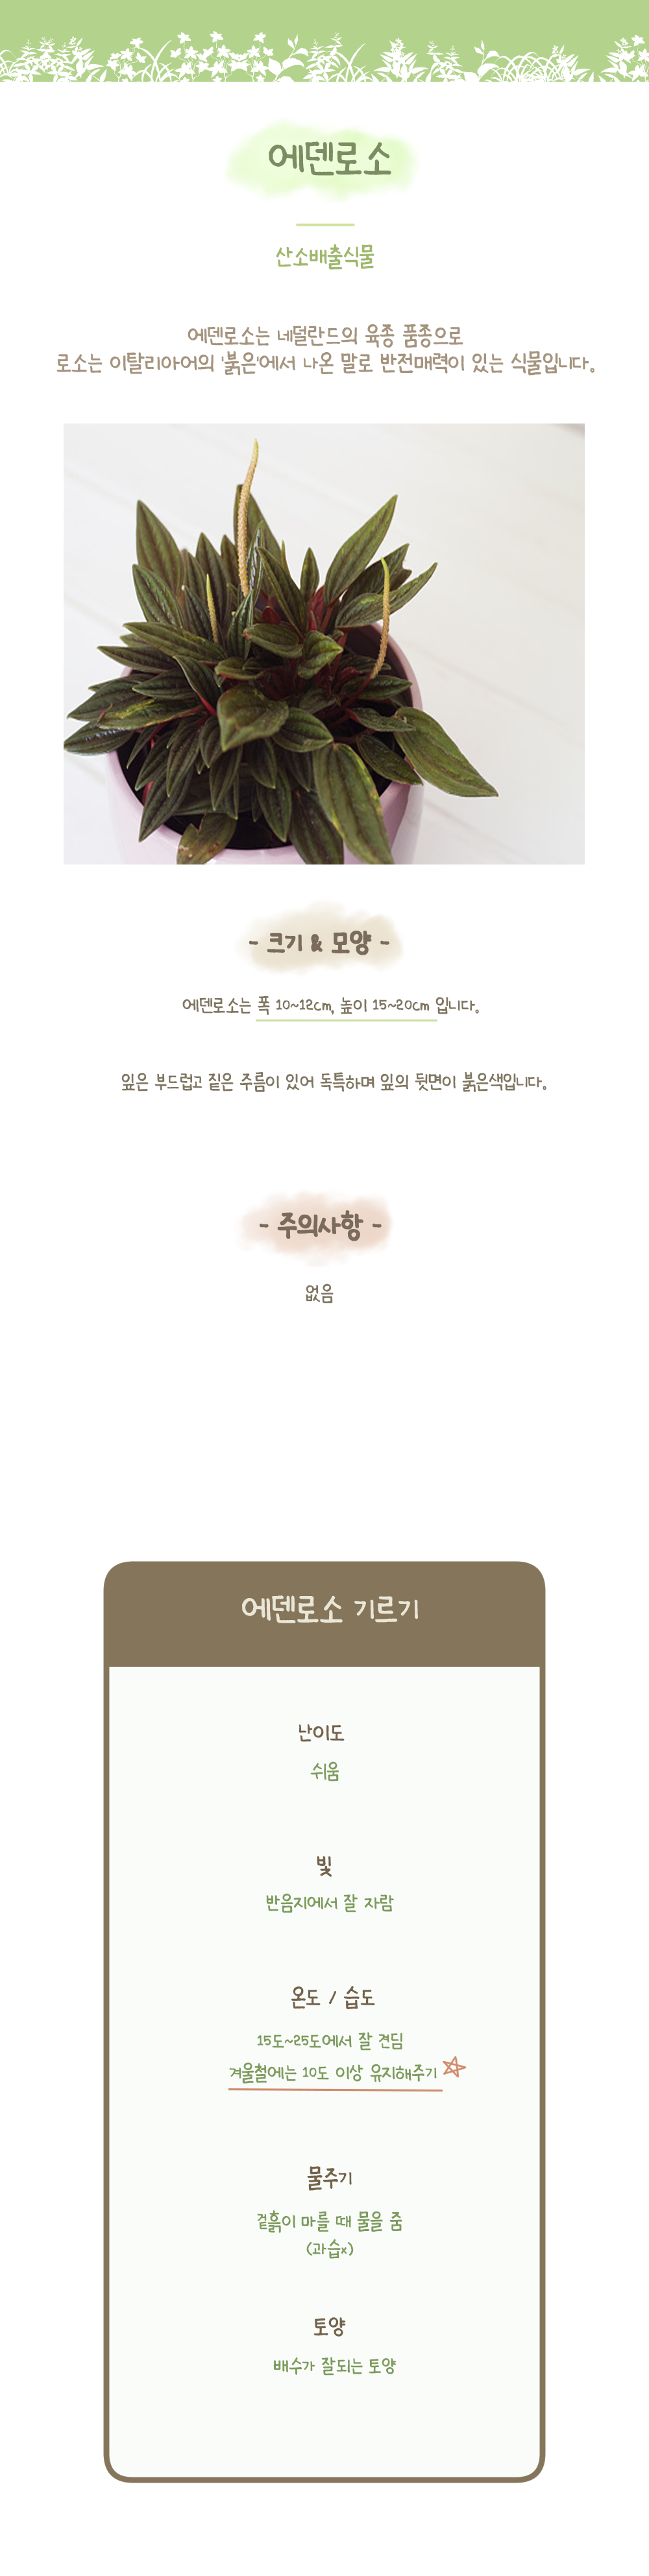 에덴로소
산소배출식물
에덴로소는 네덜란드의 육종 품종으로
로소는 이탈리아어의 '붉은'에서 나온 말로 반전매력이 있는 식물입니다.
- 크기 & 모양 -
에덴로소는 폭 10~12cm, 높이 15~20cm 입니다.
잎은 부드럽고 짙은 주름이 있어 독특하며 잎의 뒷면이 붉은색입니다.
- 주의사항 -
없음
에덴로소 기르기
난이도
쉬움
빛
반음지에서 잘 자람
온도 / 습도
15도~25도에서 잘 견딤
겨울철에는 10도 이상 유지해주기
물주기
겉흙이 마를 때 물을 줌
(과습x)
토양
배수가 잘되는 토양